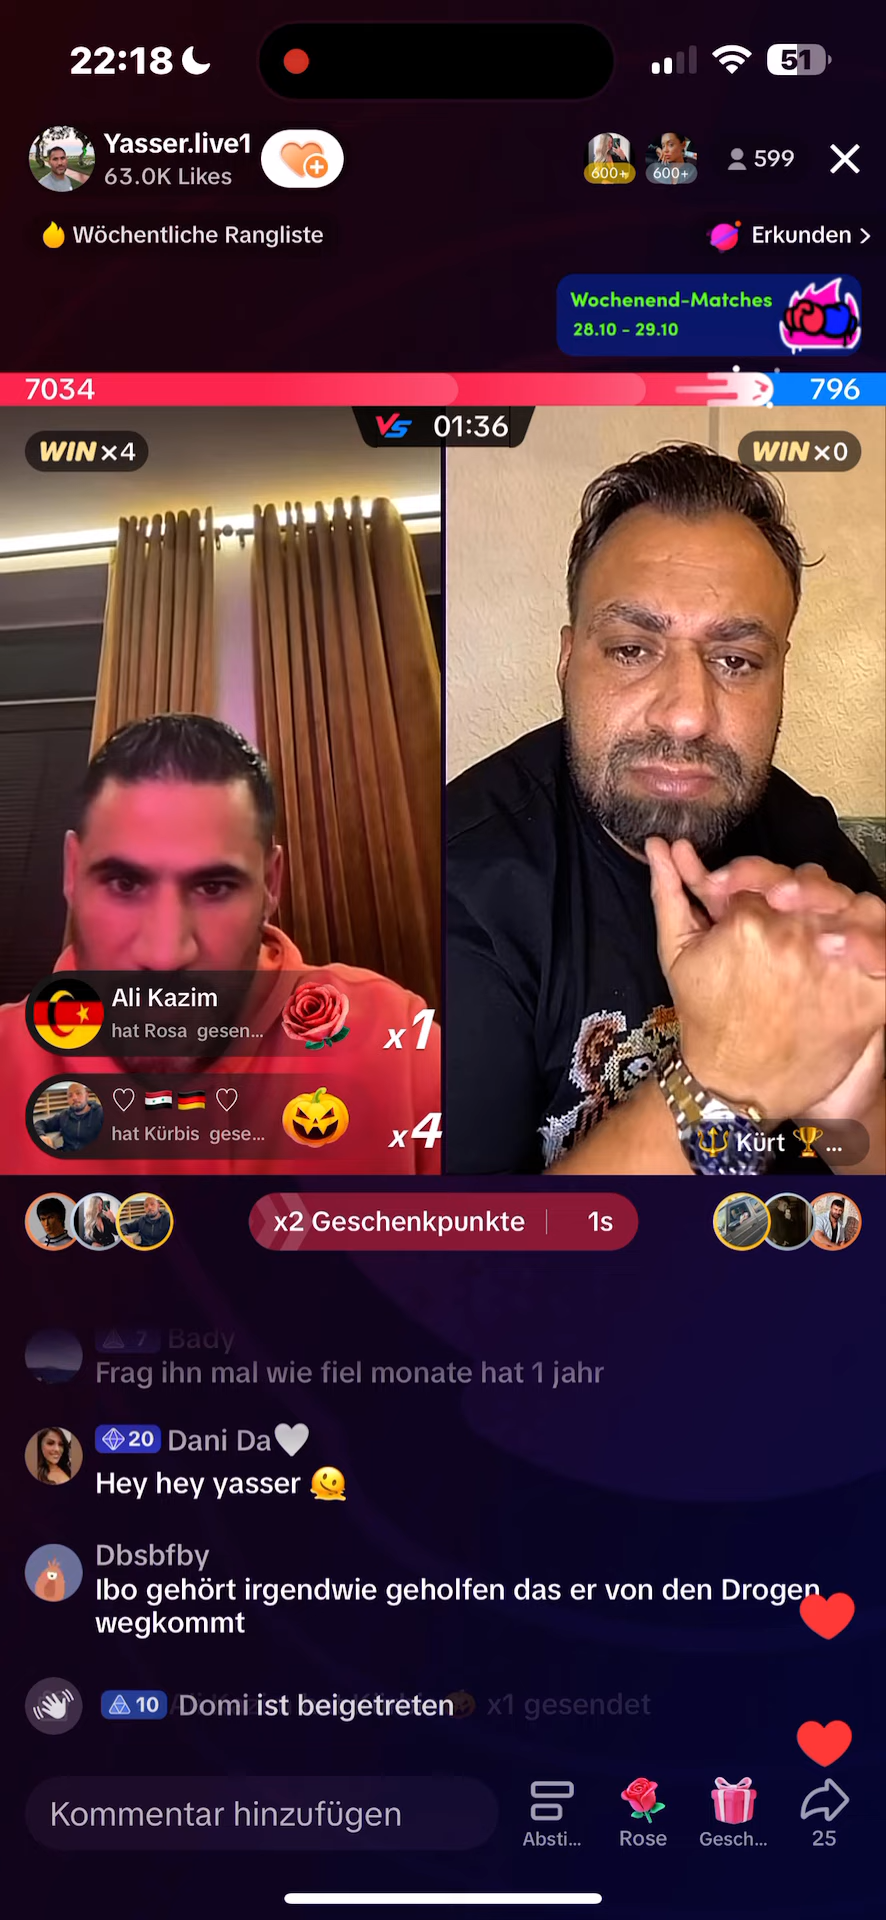 22:18
51
Yasser.live1
63.0K Likes
600+
600+
599
Wöchentliche Rangliste
Erkunden >
Wochenend-Matches
28.10 - 29.10
7034
796
VS 01:36
WIN x4
WIN x0
Ali Kazim
hat Rosa gesen...
x1
hat Kürbis gese...
x4
Kürt ...
x2 Geschenkpunkte
1s
7 Bady
Frag ihn mal wie fiel monate hat 1 jahr
20 Dani Da
Hey hey yasser
Dbsbfby
Ibo gehört irgendwie geholfen das er von den Drogen
wegkommt
10 Domi ist beigetreten
x1 gesendet
Kommentar hinzufügen
Absti...
Rose
Gesch...
25